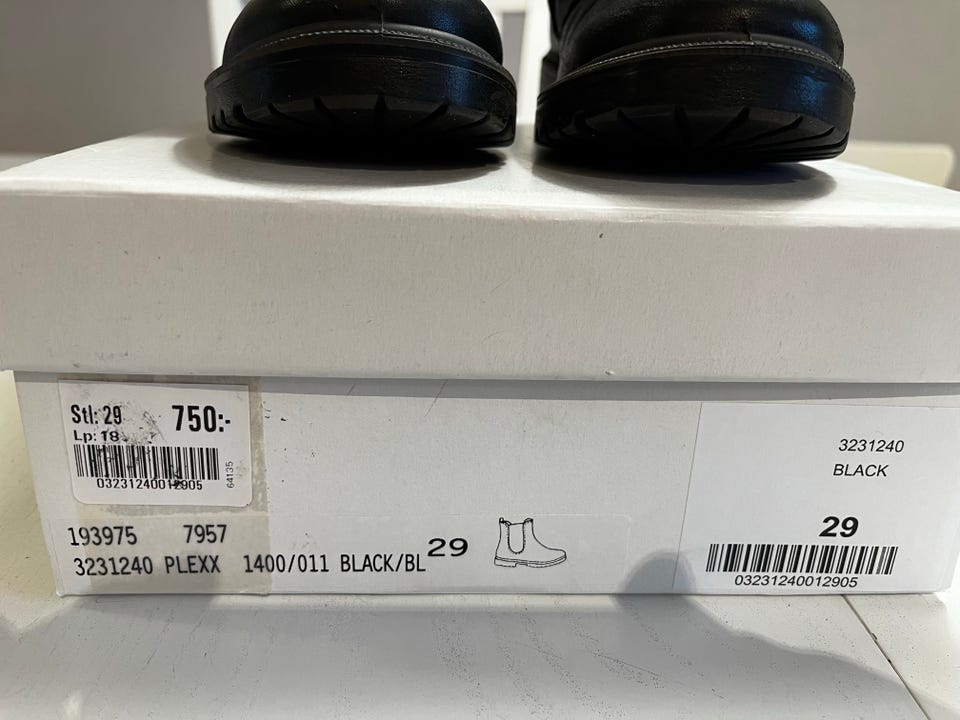 Stl: 29 750:-
Lp: 18
64135
03231240012905
193975 7957
3231240 PLEXX 1400/011 BLACK/BL 29
3231240
BLACK
29
03231240012905